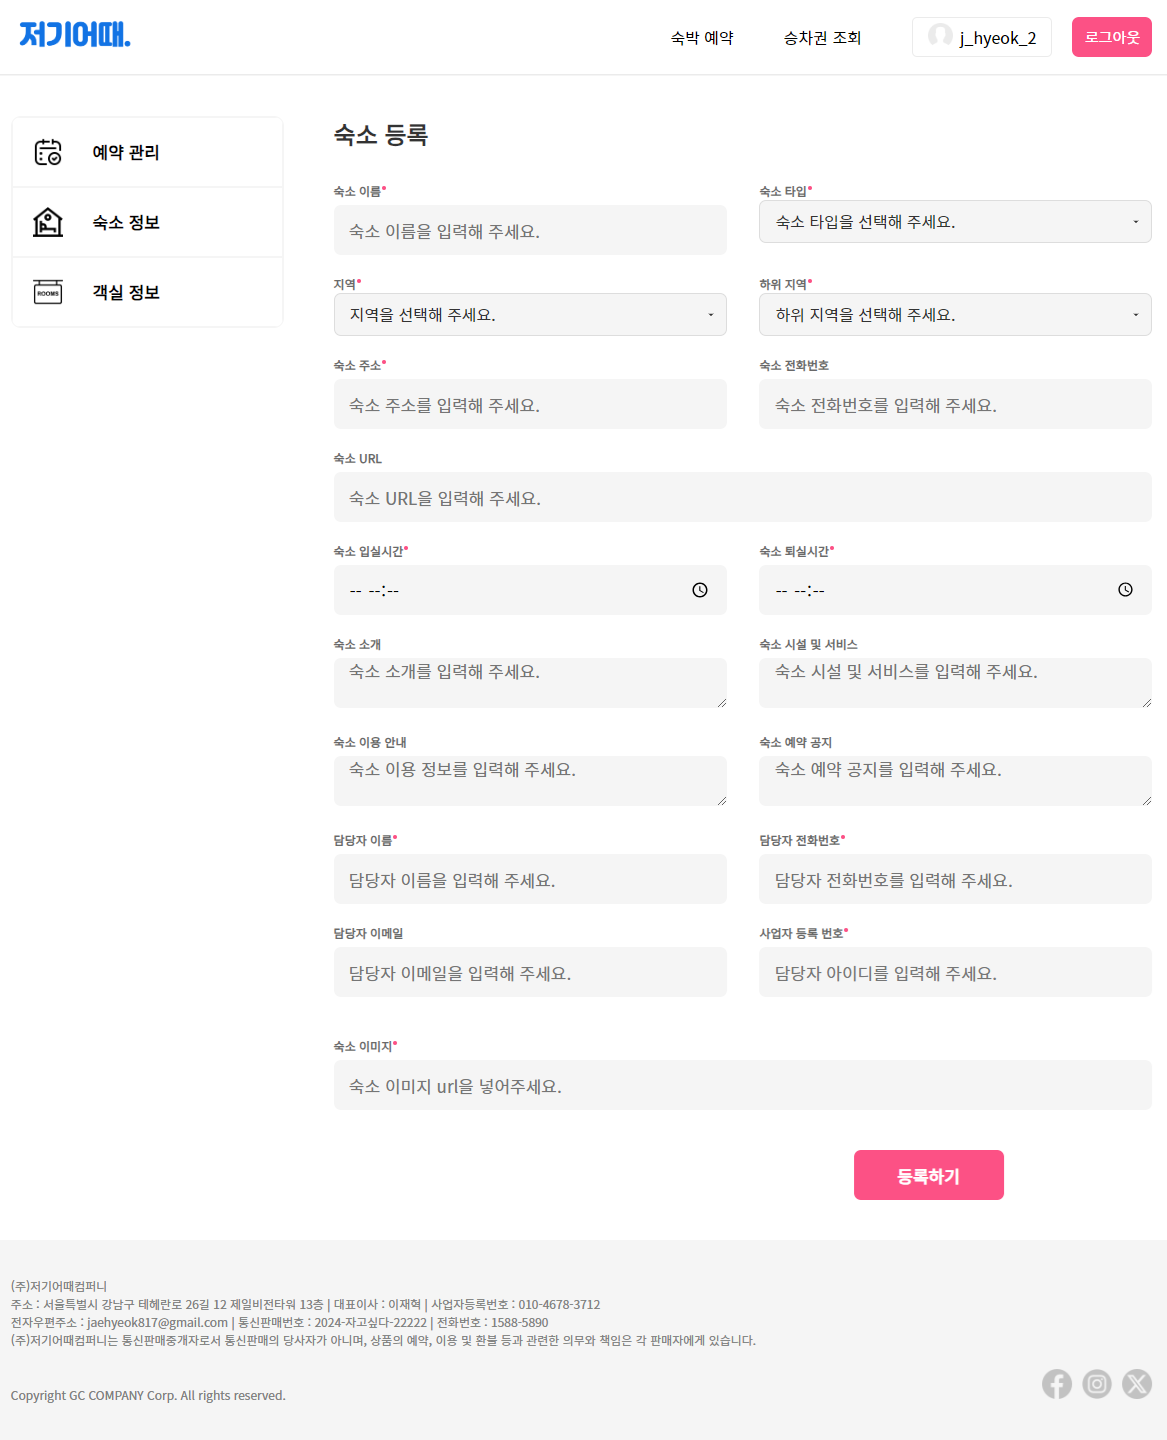 저기어때.
숙박 예약
승차권 조회
j_hyeok_2
로그아웃
예약 관리
숙소 정보
ROOMS
객실 정보
숙소 등록
숙소 이름•
숙소 타입•
숙소 이름을 입력해 주세요.
숙소 타입을 선택해 주세요.
지역•
하위 지역•
지역을 선택해 주세요.
하위 지역을 선택해 주세요.
숙소 주소•
숙소 전화번호
숙소 주소를 입력해 주세요.
숙소 전화번호를 입력해 주세요.
숙소 URL
숙소 URL을 입력해 주세요.
숙소 입실시간•
숙소 퇴실시간•
-- --:--
-- --:--
숙소 소개
숙소 시설 및 서비스
숙소 소개를 입력해 주세요.
숙소 시설 및 서비스를 입력해 주세요.
숙소 이용 안내
숙소 예약 공지
숙소 이용 정보를 입력해 주세요.
숙소 예약 공지를 입력해 주세요.
담당자 이름•
담당자 전화번호•
담당자 이름을 입력해 주세요.
담당자 전화번호를 입력해 주세요.
담당자 이메일
사업자 등록 번호•
담당자 이메일을 입력해 주세요.
담당자 아이디를 입력해 주세요.
숙소 이미지•
숙소 이미지 url을 넣어주세요.
등록하기
(주)저기어때컴퍼니
주소 : 서울특별시 강남구 테헤란로 26길 12 제일비전타워 13층 | 대표이사 : 이재혁 | 사업자등록번호 : 010-4678-3712
전자우편주소 : jaehyeok817@gmail.com | 통신판매번호 : 2024-자고싶다-22222 | 전화번호 : 1588-5890
(주)저기어때컴퍼니는 통신판매중개자로서 통신판매의 당사자가 아니며, 상품의 예약, 이용 및 환불 등과 관련한 의무와 책임은 각 판매자에게 있습니다.
Copyright GC COMPANY Corp. All rights reserved.